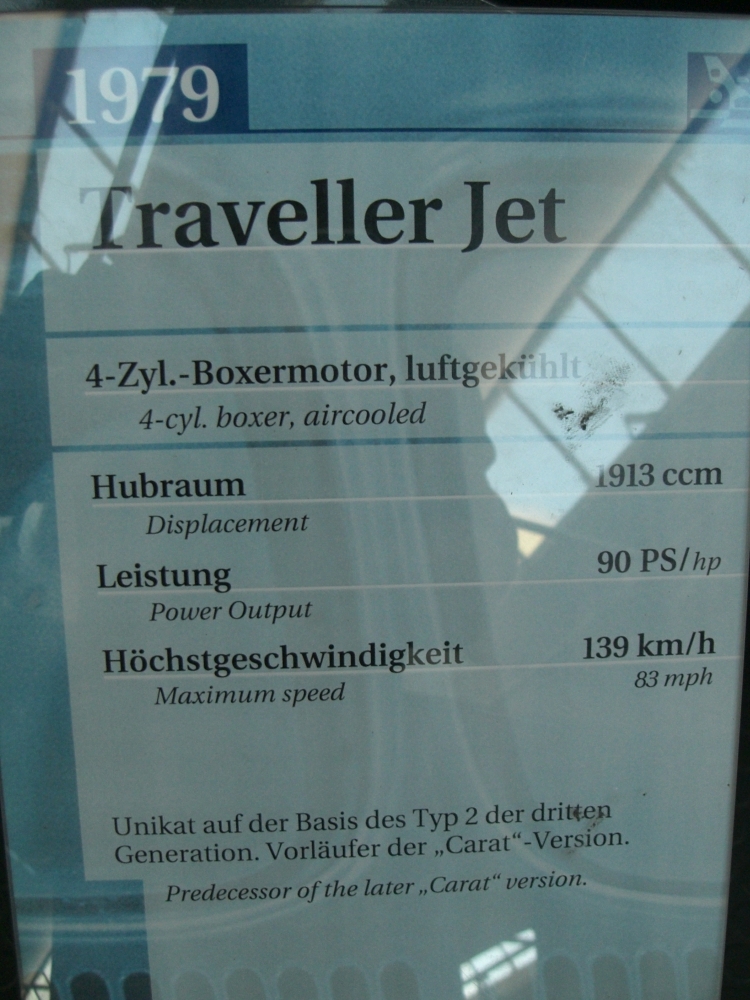 1979
Traveller Jet
4-Zyl.-Boxermotor, luftgekühlt
4-cyl. boxer, aircooled
Hubraum 1913 ccm
Displacement
Leistung 90 PS/hp
Power Output
Höchstgeschwindigkeit 139 km/h
Maximum speed 83 mph
Unikat auf der Basis des Typ 2 der dritten
Generation. Vorläufer der „Carat“-Version.
Predecessor of the later „Carat“ version.